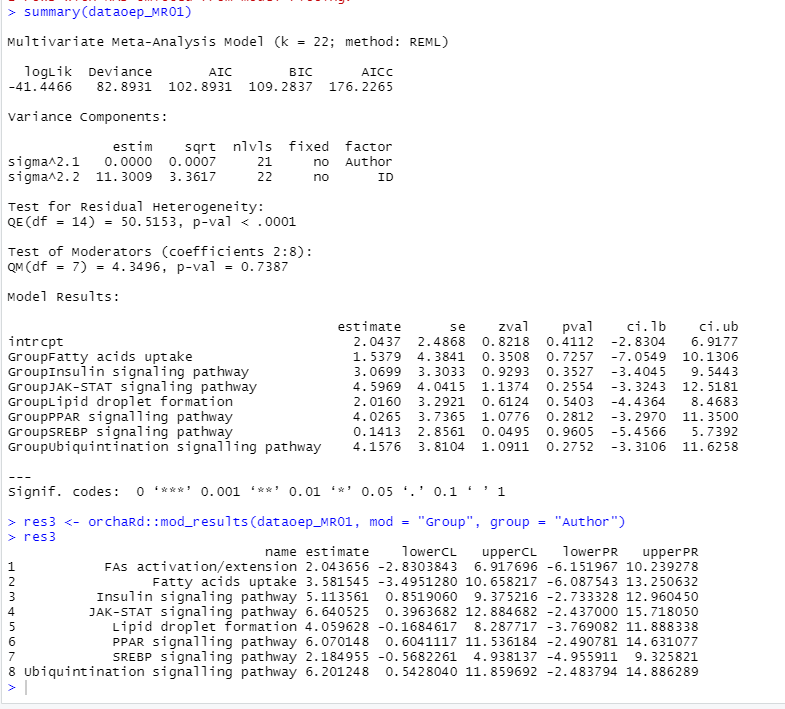 > summary(dataoep_MR01)
Multivariate Meta-Analysis Model (k = 22; method: REML)
logLik Deviance AIC BIC AICc
-41.4466 82.8931 102.8931 109.2837 176.2265
Variance Components:
estim sqrt nlvls fixed factor
sigma^2.1 0.0000 0.0007 21 no Author
sigma^2.2 11.3009 3.3617 22 no ID
Test for Residual Heterogeneity:
QE(df = 14) = 50.5153, p-val < .0001
Test of Moderators (coefficients 2:8):
QM(df = 7) = 4.3496, p-val = 0.7387
Model Results:
estimate se zval pval ci.lb ci.ub
intrcpt 2.0437 2.4868 0.8218 0.4112 -2.8304 6.9177
GroupFatty acids uptake 1.5379 4.3841 0.3508 0.7257 -7.0549 10.1306
GroupInsulin signaling pathway 3.0699 3.3033 0.9293 0.3527 -3.4045 9.5443
GroupJAK-STAT signaling pathway 4.5969 4.0415 1.1374 0.2554 -3.3243 12.5181
GroupLipid droplet formation 2.0160 3.2921 0.6124 0.5403 -4.4364 8.4683
GroupPPAR signalling pathway 4.0265 3.7365 1.0776 0.2812 -3.2970 11.3500
GroupSREBP signaling pathway 0.1413 2.8561 0.0495 0.9605 -5.4566 5.7392
GroupUbiquintination signalling pathway 4.1576 3.8104 1.0911 0.2752 -3.3106 11.6258
---
Signif. codes: 0 ‘***’ 0.001 ‘**’ 0.01 ‘*’ 0.05 ‘.’ 0.1 ‘ ’ 1
> res3 <- orchaRd::mod_results(dataoep_MR01, mod = "Group", group = "Author")
> res3
name estimate lowerCL upperCL lowerPR upperPR
1 FAs activation/extension 2.043656 -2.8303843 6.917696 -6.151967 10.239278
2 Fatty acids uptake 3.581545 -3.4951280 10.658217 -6.087543 13.250632
3 Insulin signaling pathway 5.113561 0.8519060 9.375216 -2.733328 12.960450
4 JAK-STAT signaling pathway 6.640525 0.3963682 12.884682 -2.437000 15.718050
5 Lipid droplet formation 4.059628 -0.1684617 8.287717 -3.769082 11.888338
6 PPAR signalling pathway 6.070148 0.6041117 11.536184 -2.490781 14.631077
7 SREBP signaling pathway 2.184955 -0.5682261 4.938137 -4.955911 9.325821
8 Ubiquintination signalling pathway 6.201248 0.5428040 11.859692 -2.483794 14.886289
>